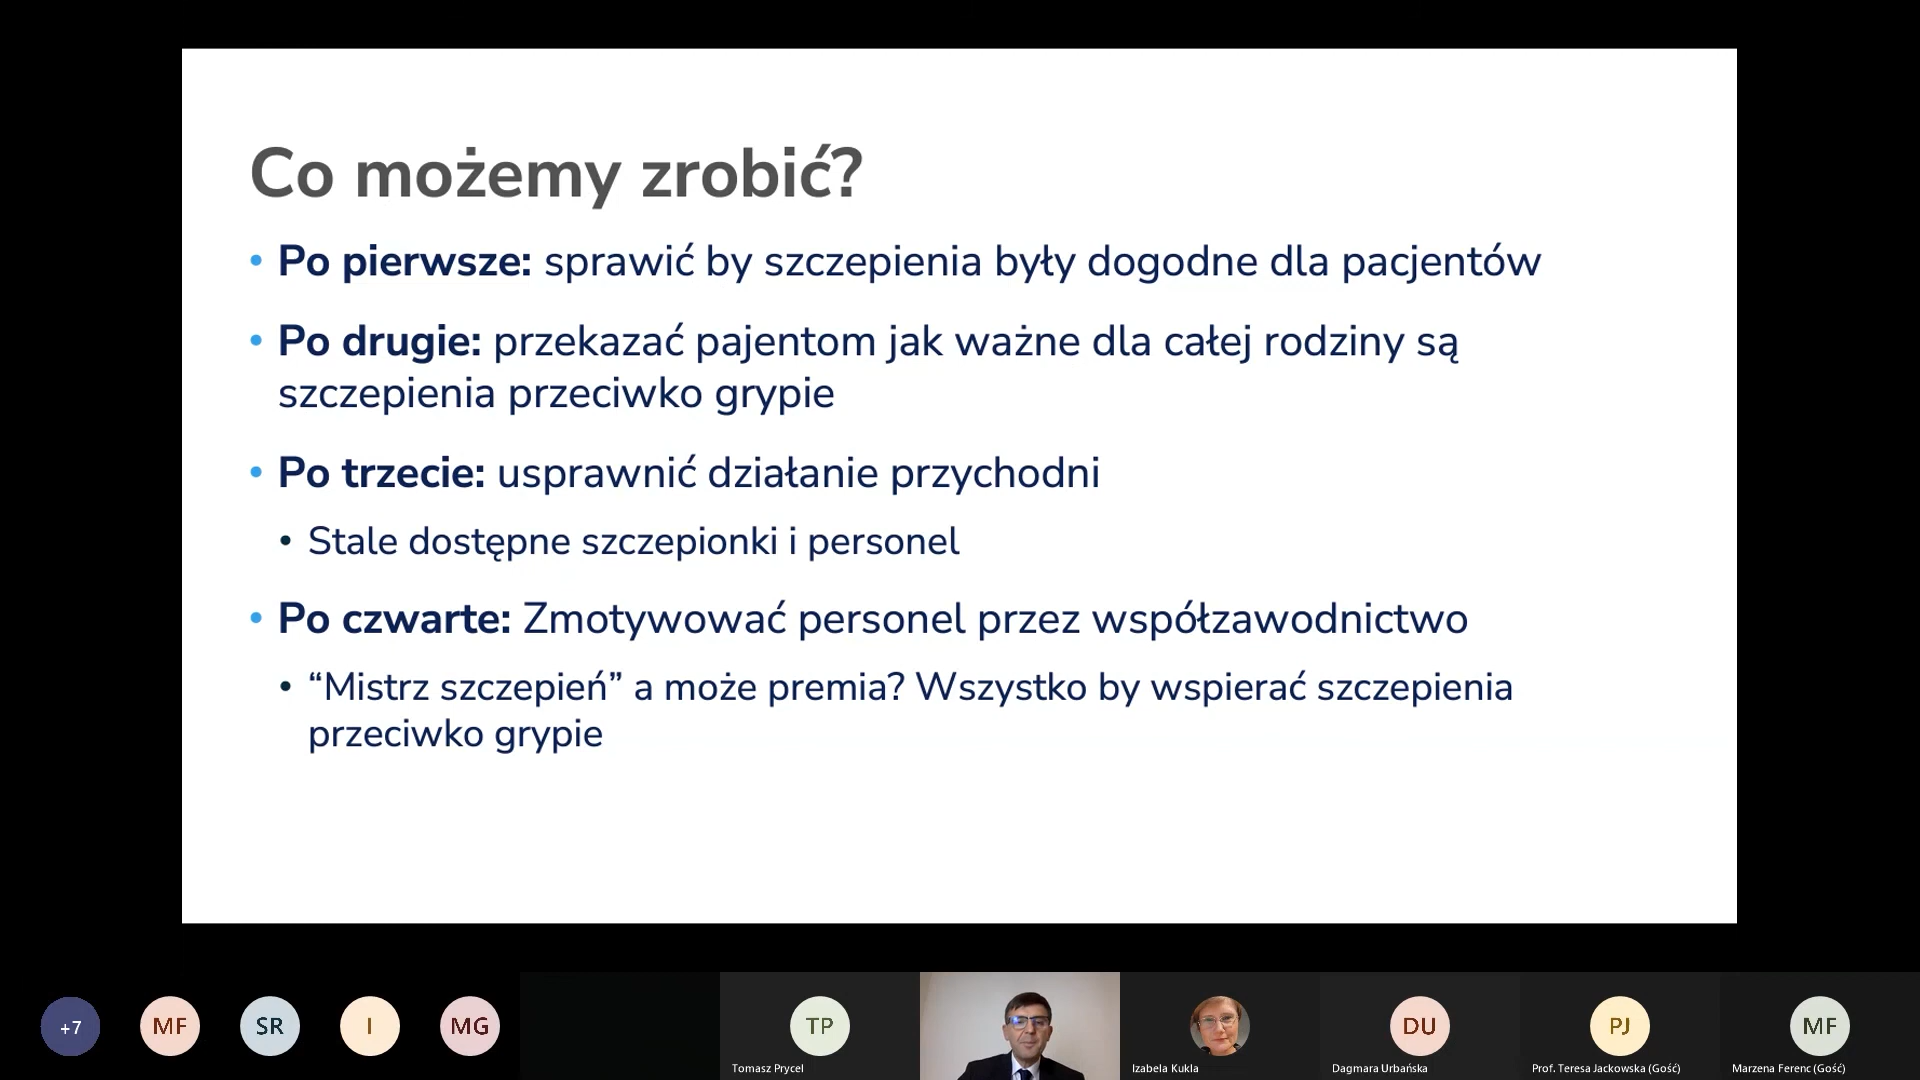 Co możemy zrobić?
• Po pierwsze: sprawić by szczepienia były dogodne dla pacjentów
• Po drugie: przekazać pajentom jak ważne dla całej rodziny są
szczepienia przeciwko grypie
• Po trzecie: usprawnić działanie przychodni
• Stale dostępne szczepionki i personel
• Po czwarte: Zmotywować personel przez współzawodnictwo
• “Mistrz szczepień” a może premia? Wszystko by wspierać szczepienia
przeciwko grypie
+7
MF
SR
I
MG
TP
Tomasz Prycel
Izabela Kukla
DU
Dagmara Urbańska
PJ
Prof. Teresa Jackowska (Gość)
MF
Marzena Ferenc (Gość)